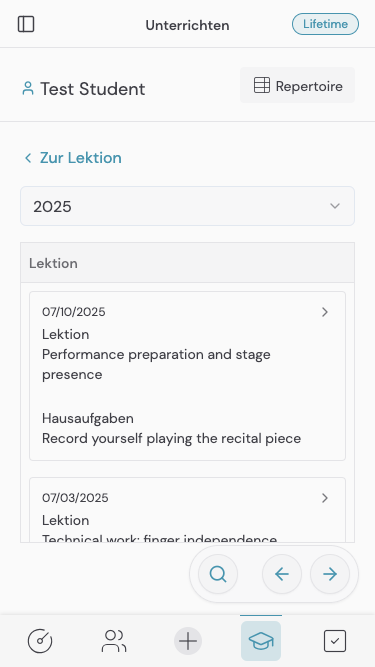 Unterrichten
Lifetime
Test Student
Repertoire
Zur Lektion
2025
Lektion
07/10/2025
Lektion
Performance preparation and stage
presence
Hausaufgaben
Record yourself playing the recital piece
07/03/2025
Lektion
Technical work: finger independence